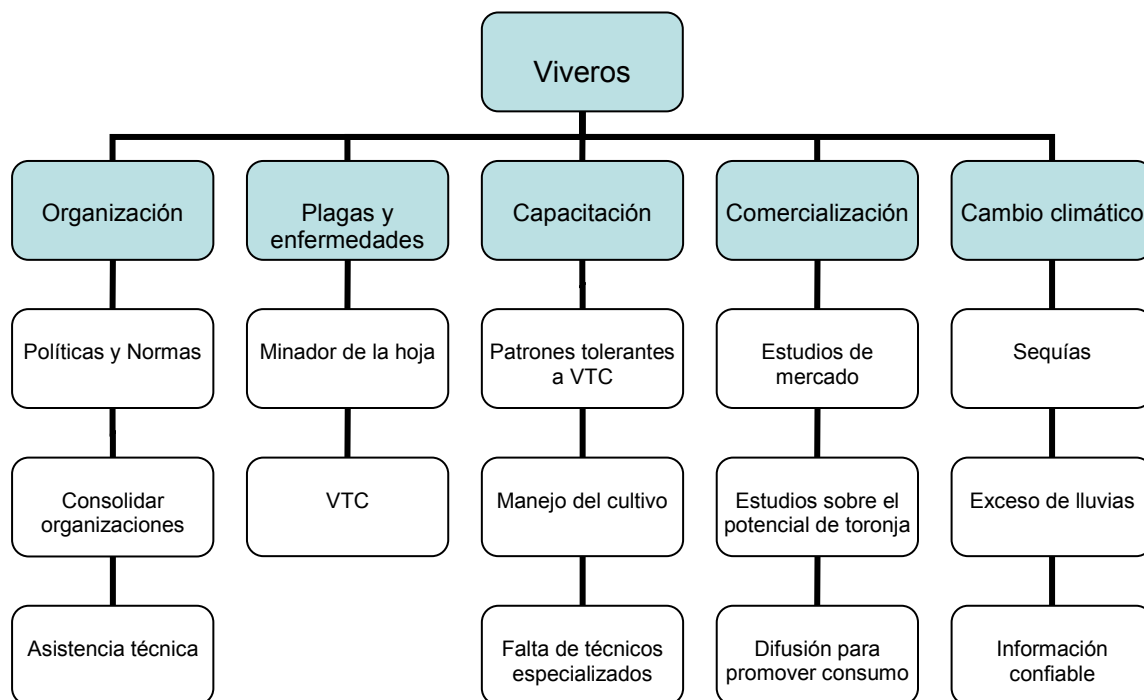 Viveros
Organización
Plagas y
enfermedades
Capacitación
Comercialización
Cambio climático
Políticas y Normas
Minador de la hoja
Patrones tolerantes
a VTC
Estudios de
mercado
Sequías
Consolidar
organizaciones
VTC
Manejo del cultivo
Estudios sobre el
potencial de toronja
Exceso de lluvias
Asistencia técnica
Falta de técnicos
especializados
Difusión para
promover consumo
Información
confiable